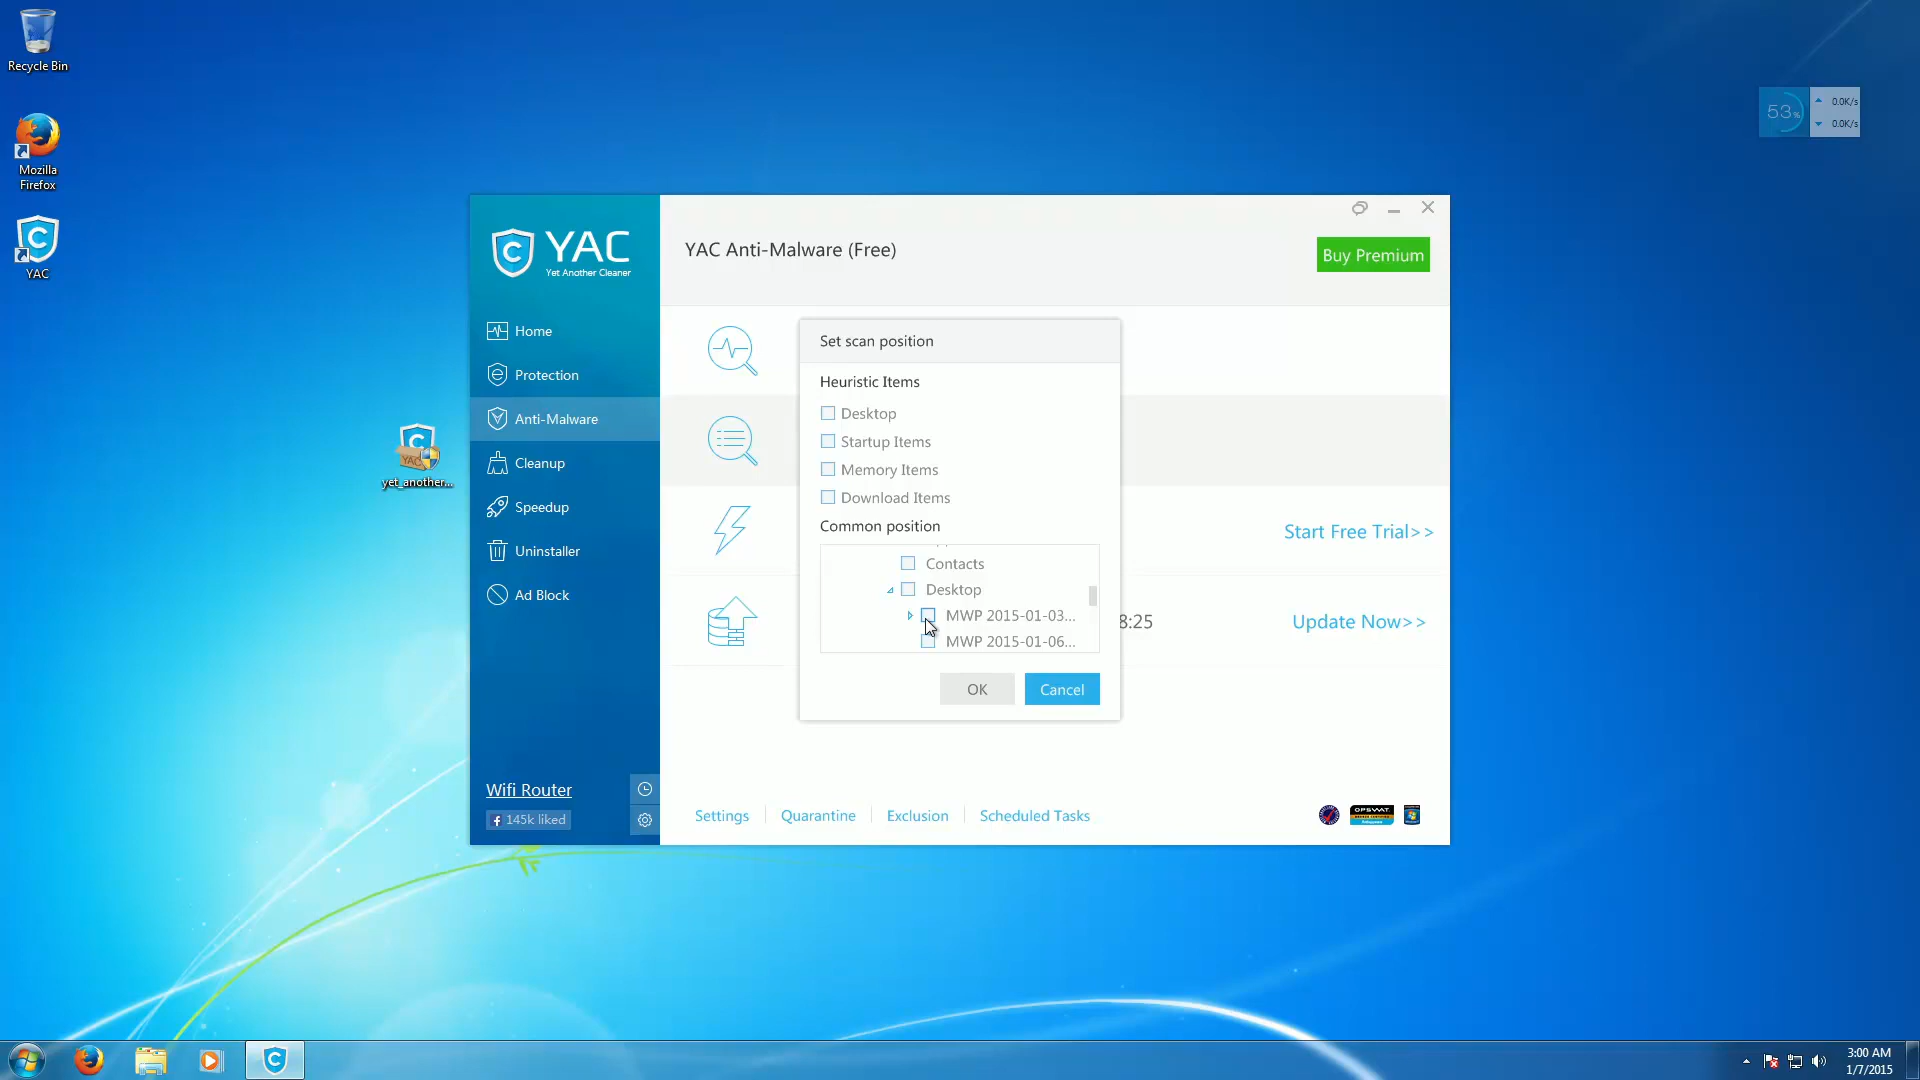 Recycle Bin
Mozilla
Firefox
YAC
yet_another...
53%
0.0K/s
0.0K/s
YAC
Yet Another Cleaner
Home
Protection
Anti-Malware
Cleanup
Speedup
Uninstaller
Ad Block
Wifi Router
145k liked
YAC Anti-Malware (Free)
Buy Premium
Set scan position
Heuristic Items
Desktop
Startup Items
Memory Items
Download Items
Common position
Contacts
Desktop
MWP 2015-01-03...
MWP 2015-01-06...
OK
Cancel
Start Free Trial>>
8:25
Update Now>>
Settings
Quarantine
Exclusion
Scheduled Tasks
OPSWAT
3:00 AM
1/7/2015